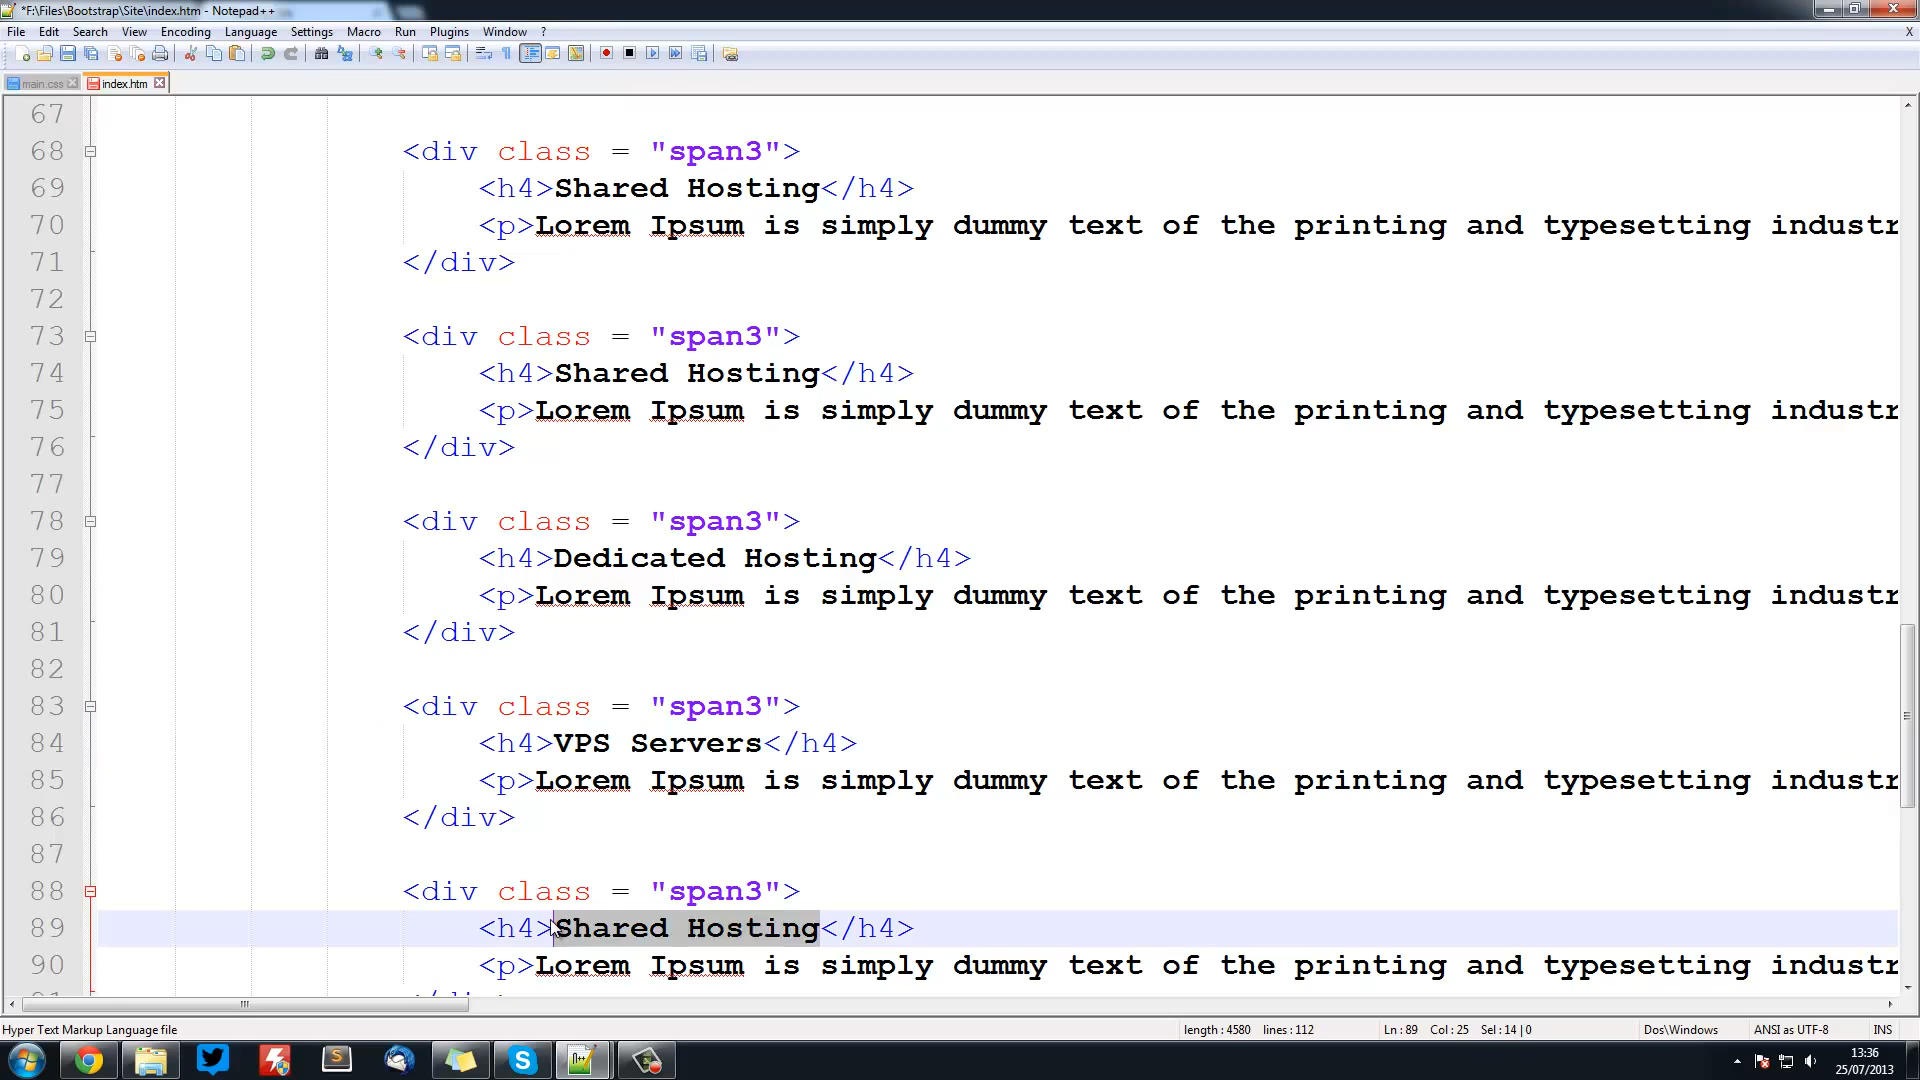 *F:\Files\Bootstrap\Site\index.htm - Notepad++
File Edit Search View Encoding Language Settings Macro Run Plugins Window ?
X
main.css index.htm
67
68 <div class = "span3">
69 <h4>Shared Hosting</h4>
70 <p>Lorem Ipsum is simply dummy text of the printing and typesetting industr
71 </div>
72
73 <div class = "span3">
74 <h4>Shared Hosting</h4>
75 <p>Lorem Ipsum is simply dummy text of the printing and typesetting industr
76 </div>
77
78 <div class = "span3">
79 <h4>Dedicated Hosting</h4>
80 <p>Lorem Ipsum is simply dummy text of the printing and typesetting industr
81 </div>
82
83 <div class = "span3">
84 <h4>VPS Servers</h4>
85 <p>Lorem Ipsum is simply dummy text of the printing and typesetting industr
86 </div>
87
88 <div class = "span3">
89 <h4>Shared Hosting</h4>
90 <p>Lorem Ipsum is simply dummy text of the printing and typesetting industr
Hyper Text Markup Language file length : 4580 lines : 112 Ln : 89 Col : 25 Sel : 14 | 0 Dos\Windows ANSI as UTF-8 INS
13:36
25/07/2013